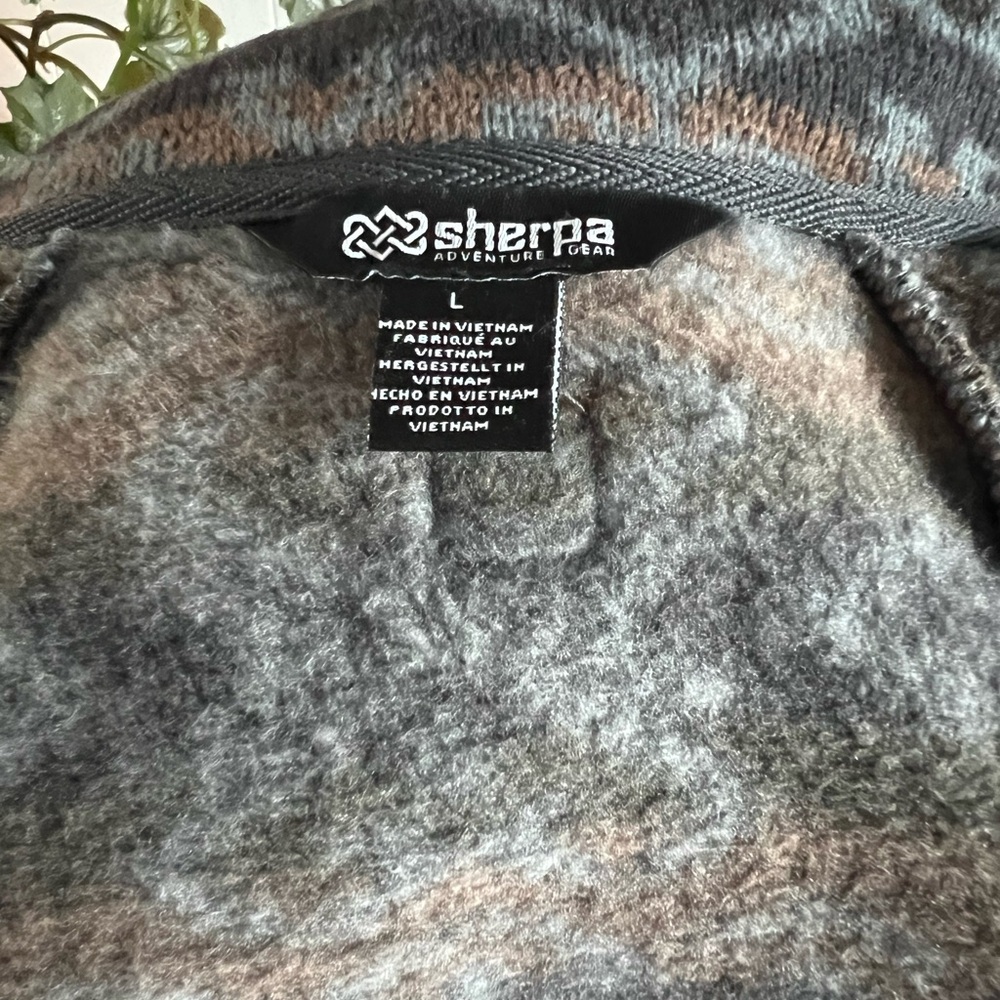 sherpa
ADVENTURE GEAR
L
MADE IN VIETNAM
FABRIQUÉ AU
VIETNAM
HERGESTELLT IN
VIETNAM
HECHO EN VIETNAM
PRODOTTO IN
VIETNAM